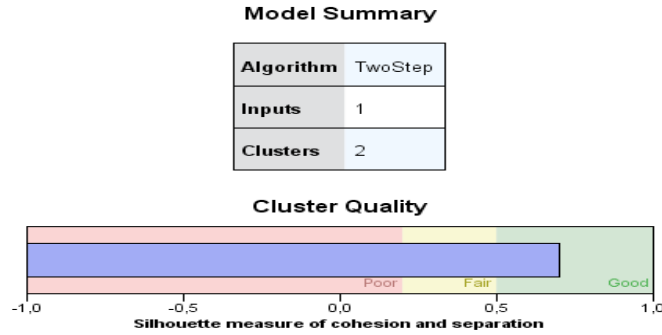 Model Summary
Algorithm TwoStep
Inputs 1
Clusters 2
Cluster Quality
Poor Fair Good
-1,0 -0,5 0,0 0,5 1,0
Silhouette measure of cohesion and separation